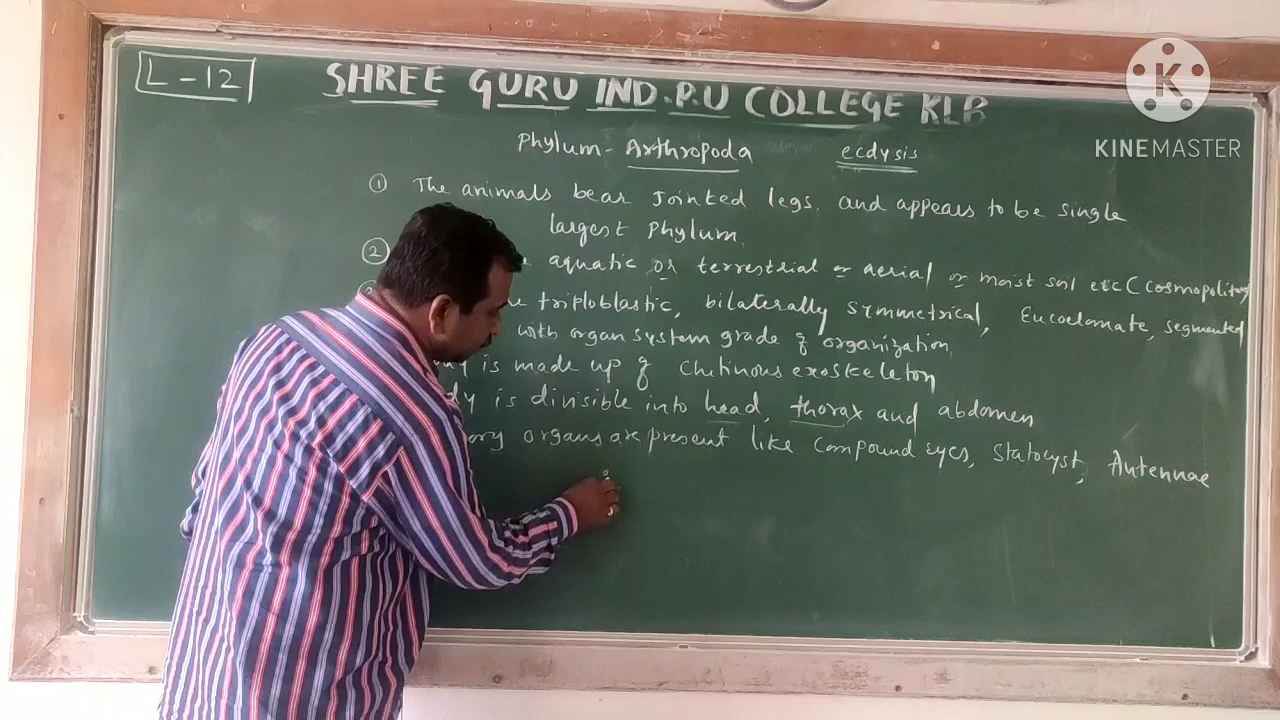 L-12
SHREE GURU IND.P.U COLLEGE KLB
K
KINEMASTER
Phylum - Arthropoda ecdysis
① The animals bear Jointed legs. and appears to be single
largest Phylum.
② aquatic or terrestrial or aerial or moist soil etc (cosmopolitan
triploblastic, bilaterally symmetrical, Eucoelomate, segmented
with organ system grade of organization.
is made up of chitinous exoskeleton
is divisible into head, thorax and abdomen
organs are present like compound eyes, statocyst, Antennae